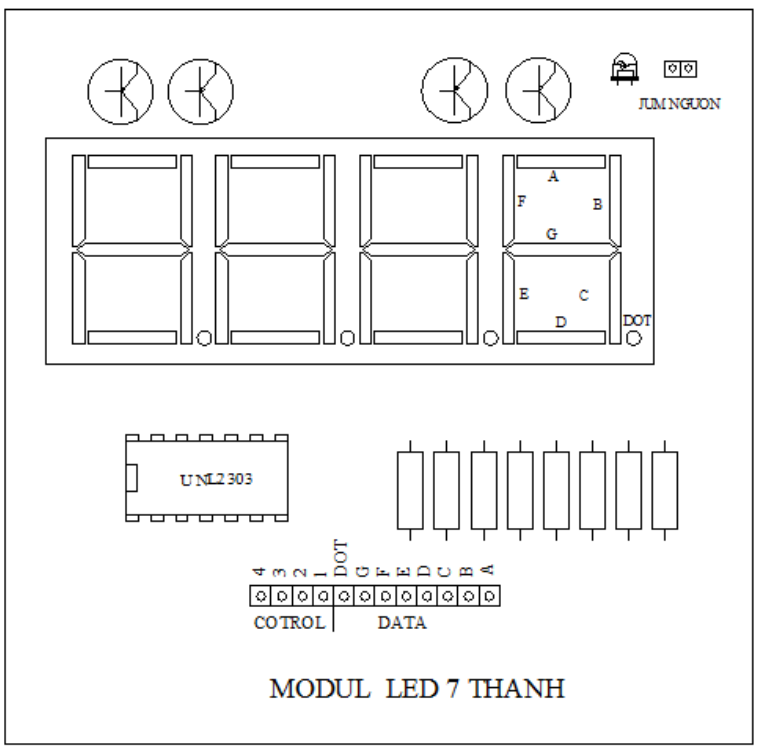 JUM NGUON
A
F B
G
E C
D DOT
UNL2303
4 3 2 1 DOT G F E D C B A
COTROL DATA
MODUL LED 7 THANH